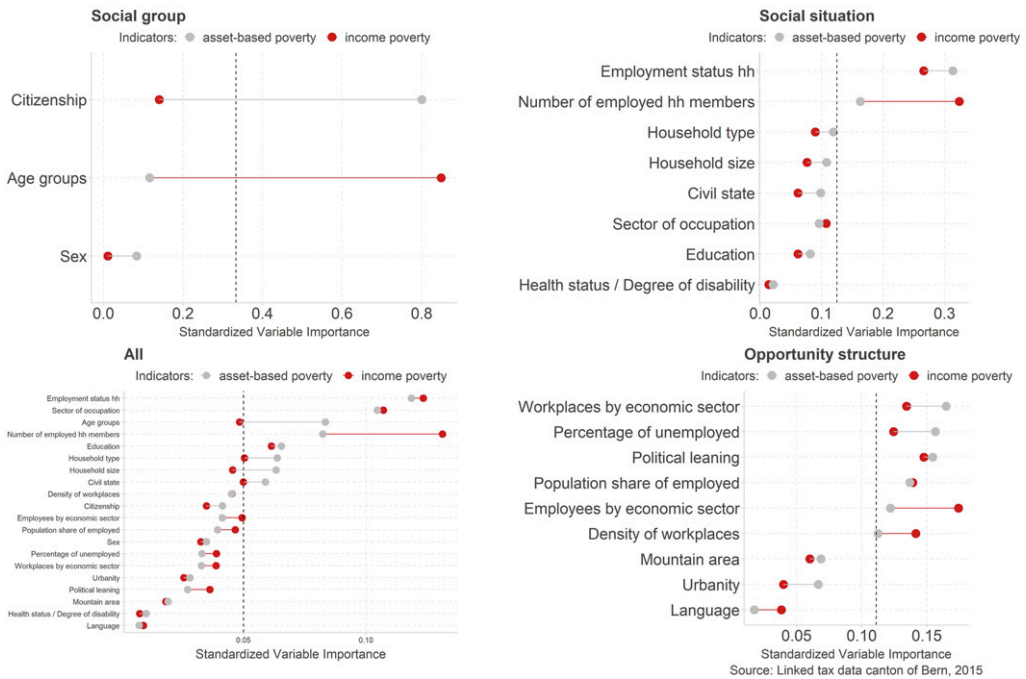 Social group
Indicators: asset-based poverty income poverty
Citizenship
Age groups
Sex
0.0 0.2 0.4 0.6 0.8
Standardized Variable Importance
Social situation
Indicators: asset-based poverty income poverty
Employment status hh
Number of employed hh members
Household type
Household size
Civil state
Sector of occupation
Education
Health status / Degree of disability
0.0 0.1 0.2 0.3
Standardized Variable Importance
All
Indicators: asset-based poverty income poverty
Employment status hh
Sector of occupation
Age groups
Number of employed hh members
Education
Household type
Household size
Civil state
Density of workplaces
Citizenship
Employees by economic sector
Population share of employed
Sex
Percentage of unemployed
Workplaces by economic sector
Urbanity
Political leaning
Mountain area
Health status / Degree of disability
Language
0.05 0.10
Standardized Variable Importance
Opportunity structure
Indicators: asset-based poverty income poverty
Workplaces by economic sector
Percentage of unemployed
Political leaning
Population share of employed
Employees by economic sector
Density of workplaces
Mountain area
Urbanity
Language
0.05 0.10 0.15
Standardized Variable Importance
Source: Linked tax data canton of Bern, 2015